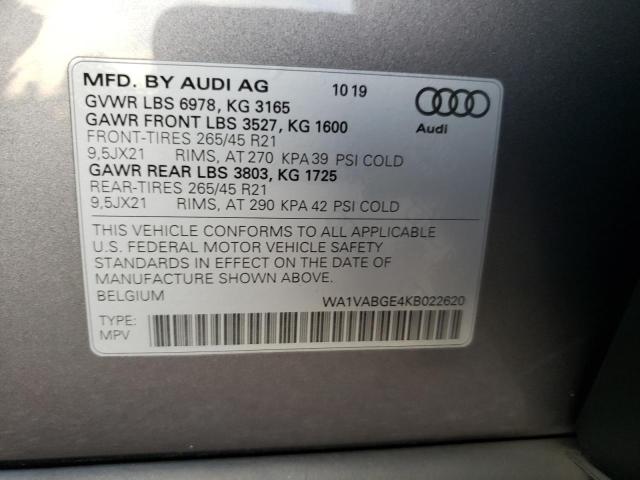 MFD. BY AUDI AG 10 19
GVWR LBS 6978, KG 3165
GAWR FRONT LBS 3527, KG 1600
FRONT-TIRES 265/45 R21
9,5JX21 RIMS, AT 270 KPA 39 PSI COLD
GAWR REAR LBS 3803, KG 1725
REAR-TIRES 265/45 R21
9,5JX21 RIMS, AT 290 KPA 42 PSI COLD
Audi
THIS VEHICLE CONFORMS TO ALL APPLICABLE
U.S. FEDERAL MOTOR VEHICLE SAFETY
STANDARDS IN EFFECT ON THE DATE OF
MANUFACTURE SHOWN ABOVE.
BELGIUM WA1VABGE4KB022620
TYPE:
MPV